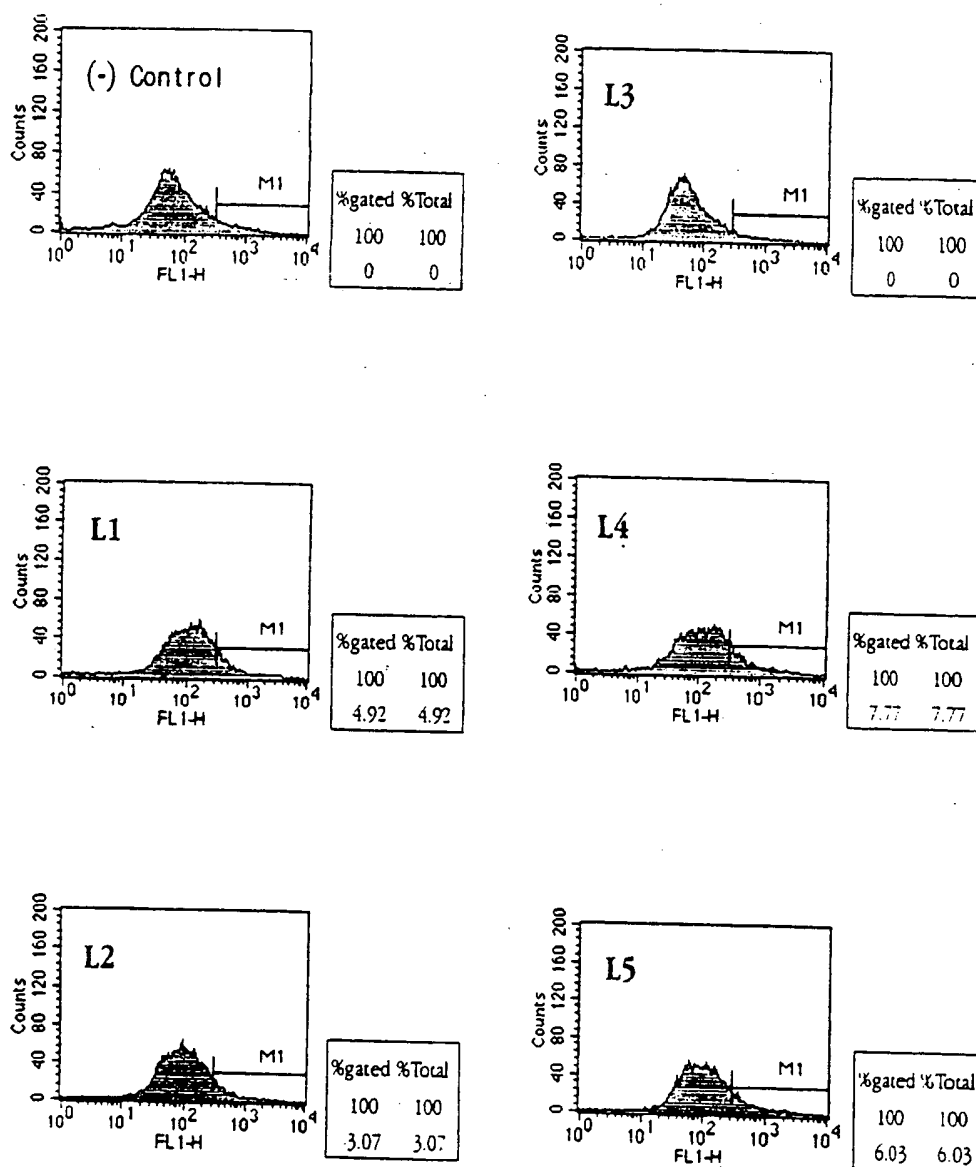 200
160
120
80
40
0
Counts
(-) Control
M1
10^0 10^1 10^2 10^3 10^4
FL1-H
%gated %Total
100 100
0 0
200
160
120
80
40
0
Counts
L3
M1
10^0 10^1 10^2 10^3 10^4
FL1-H
%gated %Total
100 100
0 0
200
160
120
80
40
0
Counts
L1
M1
10^0 10^1 10^2 10^3 10^4
FL1-H
%gated %Total
100 100
4.92 4.92
200
160
120
80
40
0
Counts
L4
M1
10^0 10^1 10^2 10^3 10^4
FL1-H
%gated %Total
100 100
7.77 7.77
200
160
120
80
40
0
Counts
L2
M1
10^0 10^1 10^2 10^3 10^4
FL1-H
%gated %Total
100 100
3.07 3.07
200
160
120
80
40
0
Counts
L5
M1
10^0 10^1 10^2 10^3 10^4
FL1-H
%gated %Total
100 100
6.03 6.03